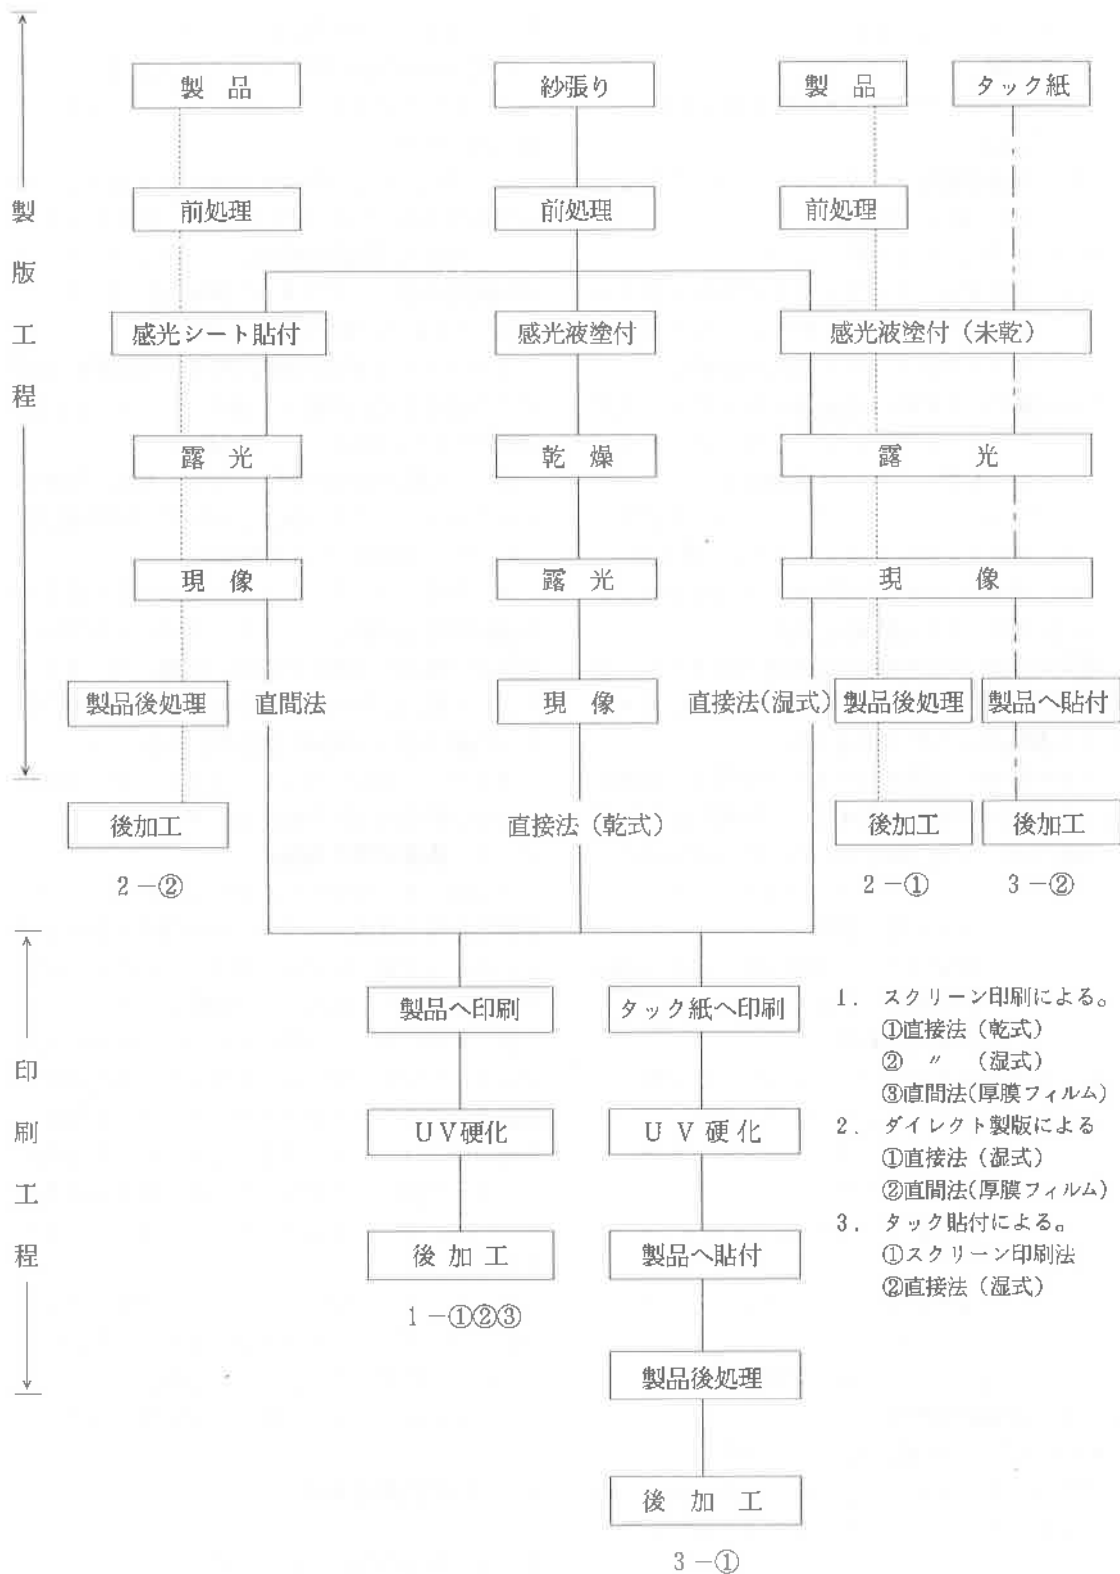 製版工程
製品
紗張り
製品
タック紙
前処理
前処理
前処理
感光シート貼付
感光液塗付
感光液塗付(未乾)
露光
乾燥
露光
現像
露光
現像
製品後処理
直間法
現像
直接法(湿式)
製品後処理
製品へ貼付
後加工
直接法(乾式)
後加工
後加工
2-②
2-①
3-②
印刷工程
製品へ印刷
タック紙へ印刷
UV硬化
UV硬化
後加工
製品へ貼付
1-①②③
製品後処理
後加工
3-①
1. スクリーン印刷による。
①直接法(乾式)
② 〃 (湿式)
③直間法(厚膜フィルム)
2. ダイレクト製版による
①直接法(湿式)
②直間法(厚膜フィルム)
3. タック貼付による。
①スクリーン印刷法
②直接法(湿式)